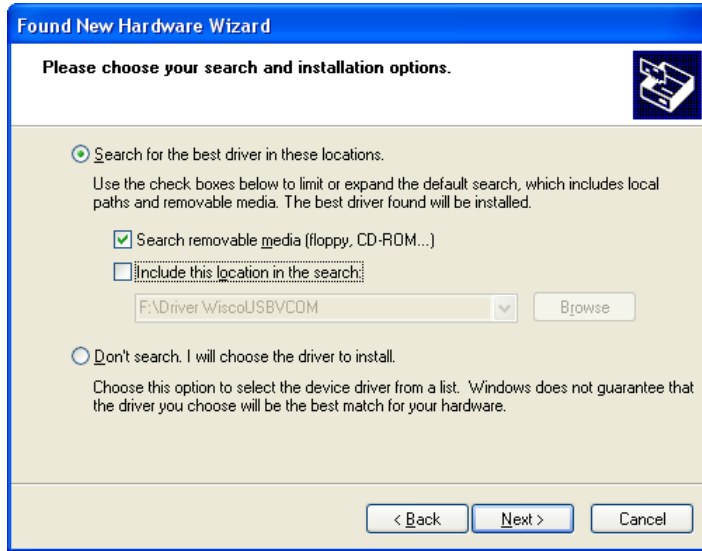 Found New Hardware Wizard
Please choose your search and installation options.
Search for the best driver in these locations.
Use the check boxes below to limit or expand the default search, which includes local
paths and removable media. The best driver found will be installed.
Search removable media (floppy, CD-ROM...)
Include this location in the search:
F:\Driver WiscoUSBVCOM
Browse
Don't search. I will choose the driver to install.
Choose this option to select the device driver from a list. Windows does not guarantee that
the driver you choose will be the best match for your hardware.
< Back
Next >
Cancel